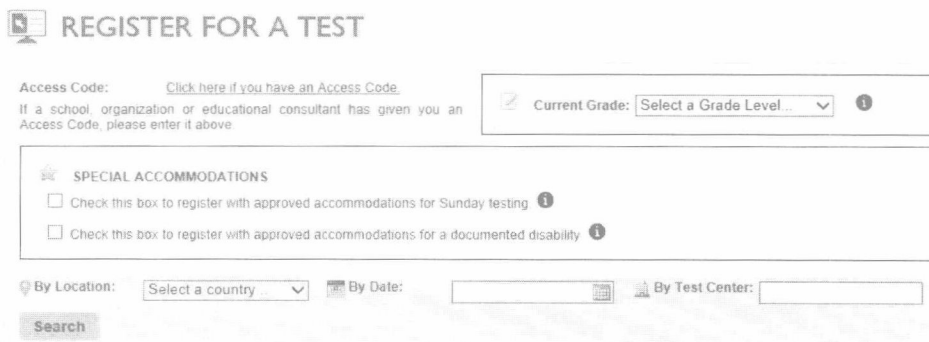 REGISTER FOR A TEST
Access Code: Click here if you have an Access Code.
If a school, organization or educational consultant has given you an
Access Code, please enter it above.
Current Grade: Select a Grade Level...
SPECIAL ACCOMMODATIONS
Check this box to register with approved accommodations for Sunday testing
Check this box to register with approved accommodations for a documented disability
By Location: Select a country... By Date: By Test Center:
Search